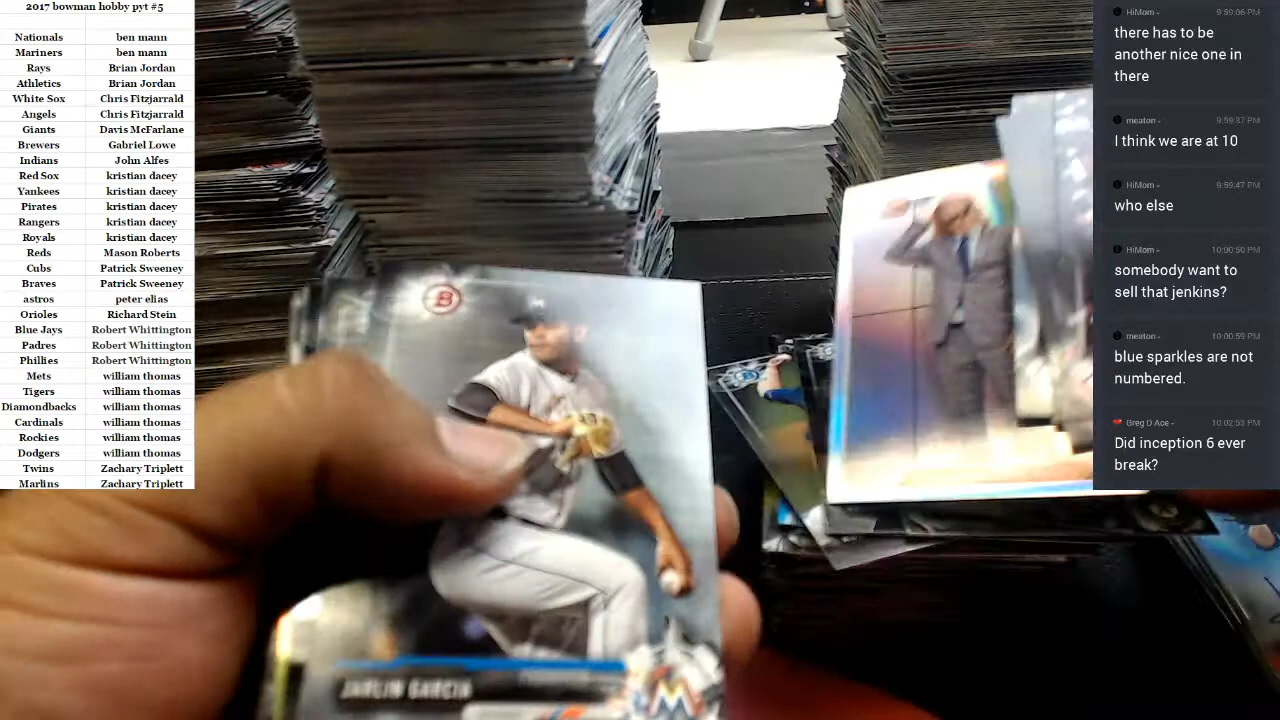 2017 bowman hobby pyt #5
Nationals ben mann
Mariners ben mann
Rays Brian Jordan
Athletics Brian Jordan
White Sox Chris Fitzjarrald
Angels Chris Fitzjarrald
Giants Davis McFarlane
Brewers Gabriel Lowe
Indians John Alfes
Red Sox kristian dacey
Yankees kristian dacey
Pirates kristian dacey
Rangers kristian dacey
Royals kristian dacey
Reds Mason Roberts
Cubs Patrick Sweeney
Braves Patrick Sweeney
astros peter elias
Orioles Richard Stein
Blue Jays Robert Whittington
Padres Robert Whittington
Phillies Robert Whittington
Mets william thomas
Tigers william thomas
Diamondbacks william thomas
Cardinals william thomas
Rockies william thomas
Dodgers william thomas
Twins Zachary Triplett
Marlins Zachary Triplett
B
JARLIN GARCIA
M
HiMom 9:59:06 PM
there has to be
another nice one in
there
meaton 9:59:37 PM
I think we are at 10
HiMom 9:59:47 PM
who else
HiMom 10:00:50 PM
somebody want to
sell that jenkins?
meaton 10:00:59 PM
blue sparkles are not
numbered.
Greg D Ace 10:02:53 PM
Did inception 6 ever
break?